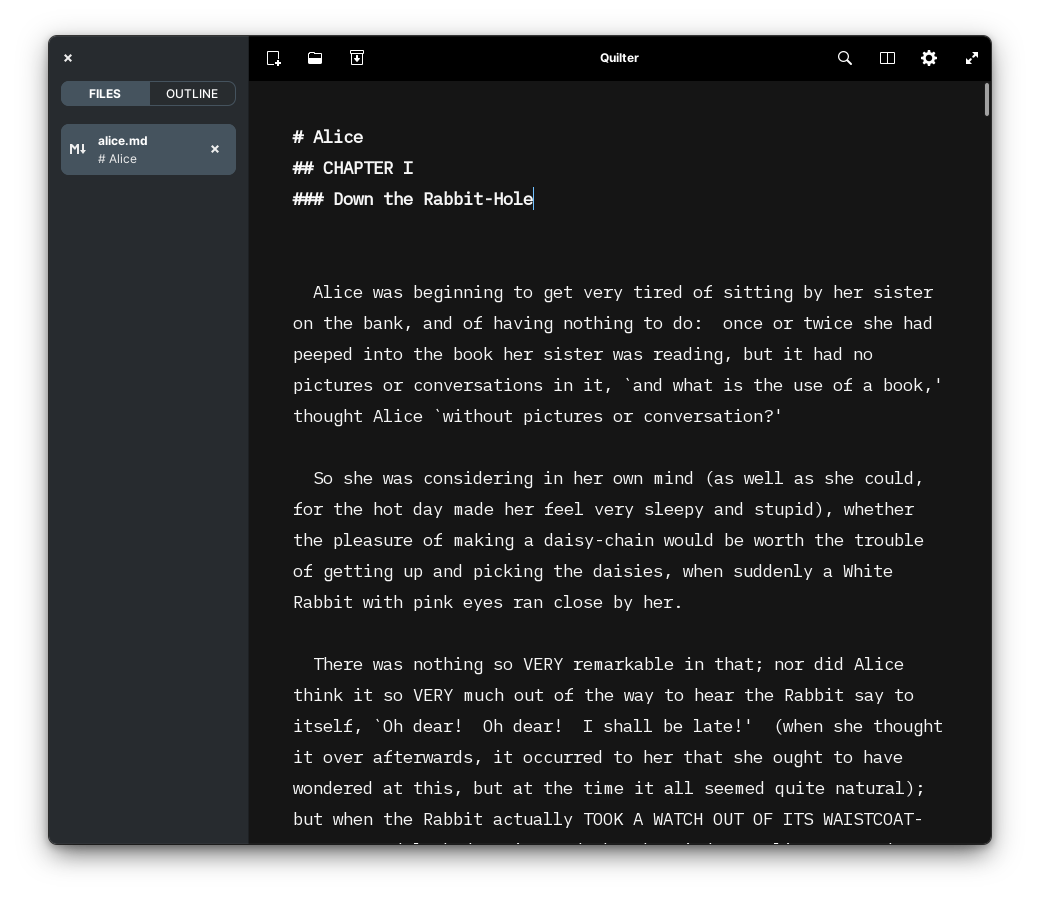 Quilter
FILES
OUTLINE
alice.md
# Alice
# Alice
## CHAPTER I
### Down the Rabbit-Hole
Alice was beginning to get very tired of sitting by her sister
on the bank, and of having nothing to do:  once or twice she had
peeped into the book her sister was reading, but it had no
pictures or conversations in it, `and what is the use of a book,'
thought Alice `without pictures or conversation?'
So she was considering in her own mind (as well as she could,
for the hot day made her feel very sleepy and stupid), whether
the pleasure of making a daisy-chain would be worth the trouble
of getting up and picking the daisies, when suddenly a White
Rabbit with pink eyes ran close by her.
There was nothing so VERY remarkable in that; nor did Alice
think it so VERY much out of the way to hear the Rabbit say to
itself, `Oh dear!  Oh dear!  I shall be late!'  (when she thought
it over afterwards, it occurred to her that she ought to have
wondered at this, but at the time it all seemed quite natural);
but when the Rabbit actually TOOK A WATCH OUT OF ITS WAISTCOAT-